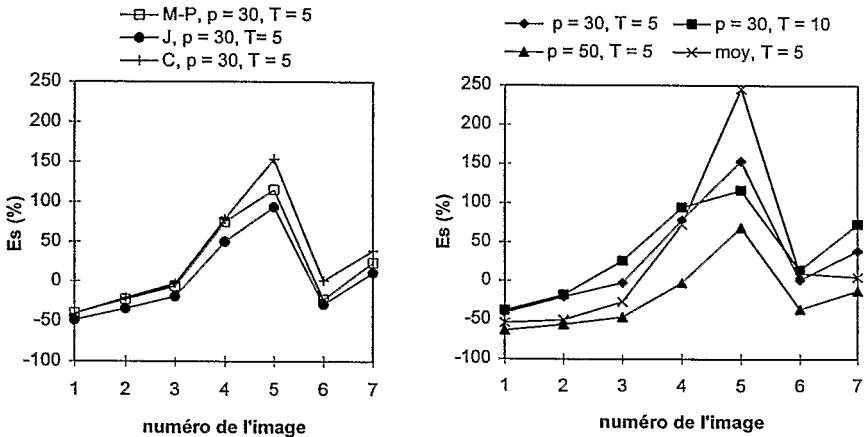 M-P, p = 30, T = 5
J, p = 30, T= 5
C, p = 30, T = 5
250
200
150
100
50
0
-50
-100
Es (%)
1 2 3 4 5 6 7
numéro de l'image
p = 30, T = 5 p = 30, T = 10
p = 50, T = 5 moy, T = 5
250
200
150
100
50
0
-50
-100
Es (%)
1 2 3 4 5 6 7
numéro de l'image